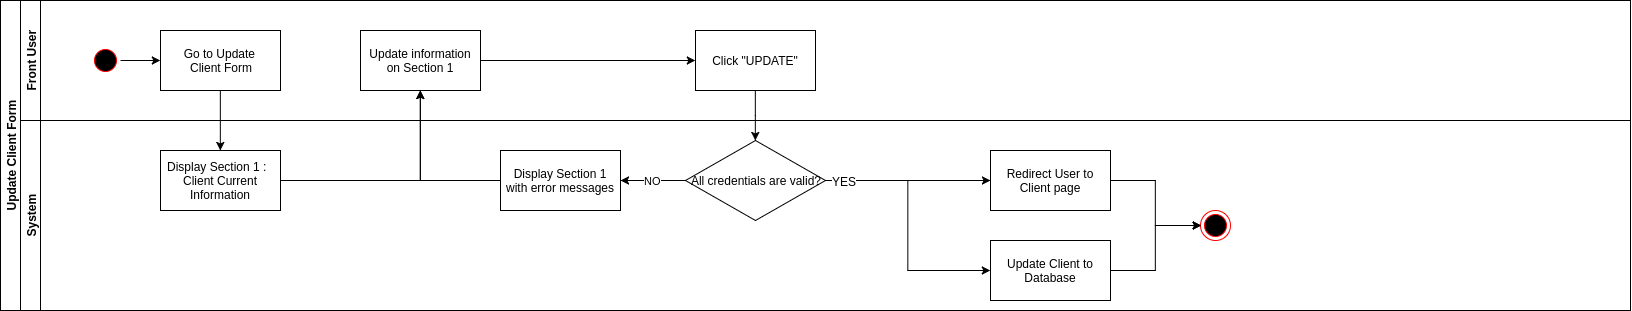 Update Client Form
Front User
System
Go to Update
Client Form
Update information
on Section 1
Click "UPDATE"
Display Section 1 :
Client Current
Information
Display Section 1
with error messages
NO
All credentials are valid?
YES
Redirect User to
Client page
Update Client to
Database